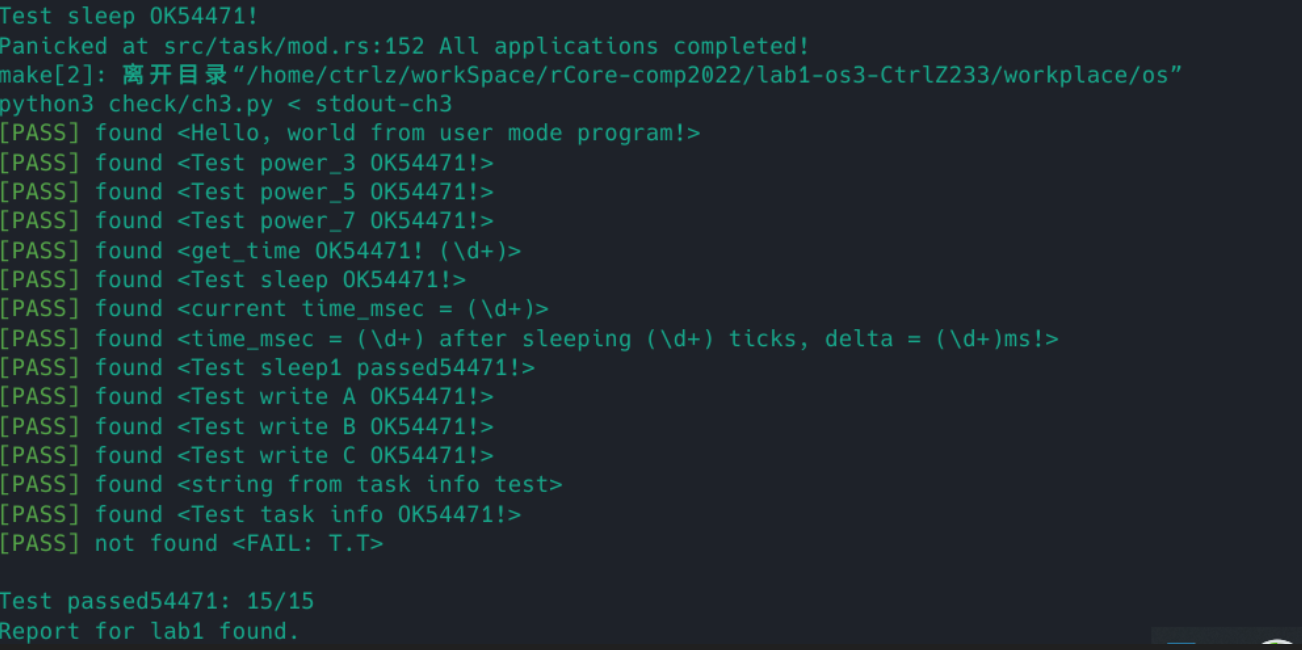 Test sleep OK54471!
Panicked at src/task/mod.rs:152 All applications completed!
make[2]: 离开目录“/home/ctrlz/workSpace/rCore-comp2022/lab1-os3-CtrlZ233/workplace/os”
python3 check/ch3.py < stdout-ch3
[PASS] found <Hello, world from user mode program!>
[PASS] found <Test power_3 OK54471!>
[PASS] found <Test power_5 OK54471!>
[PASS] found <Test power_7 OK54471!>
[PASS] found <get_time OK54471! (\d+)>
[PASS] found <Test sleep OK54471!>
[PASS] found <current time_msec = (\d+)>
[PASS] found <time_msec = (\d+) after sleeping (\d+) ticks, delta = (\d+)ms!>
[PASS] found <Test sleep1 passed54471!>
[PASS] found <Test write A OK54471!>
[PASS] found <Test write B OK54471!>
[PASS] found <Test write C OK54471!>
[PASS] found <string from task info test>
[PASS] found <Test task info OK54471!>
[PASS] not found <FAIL: T.T>
Test passed54471: 15/15
Report for lab1 found.